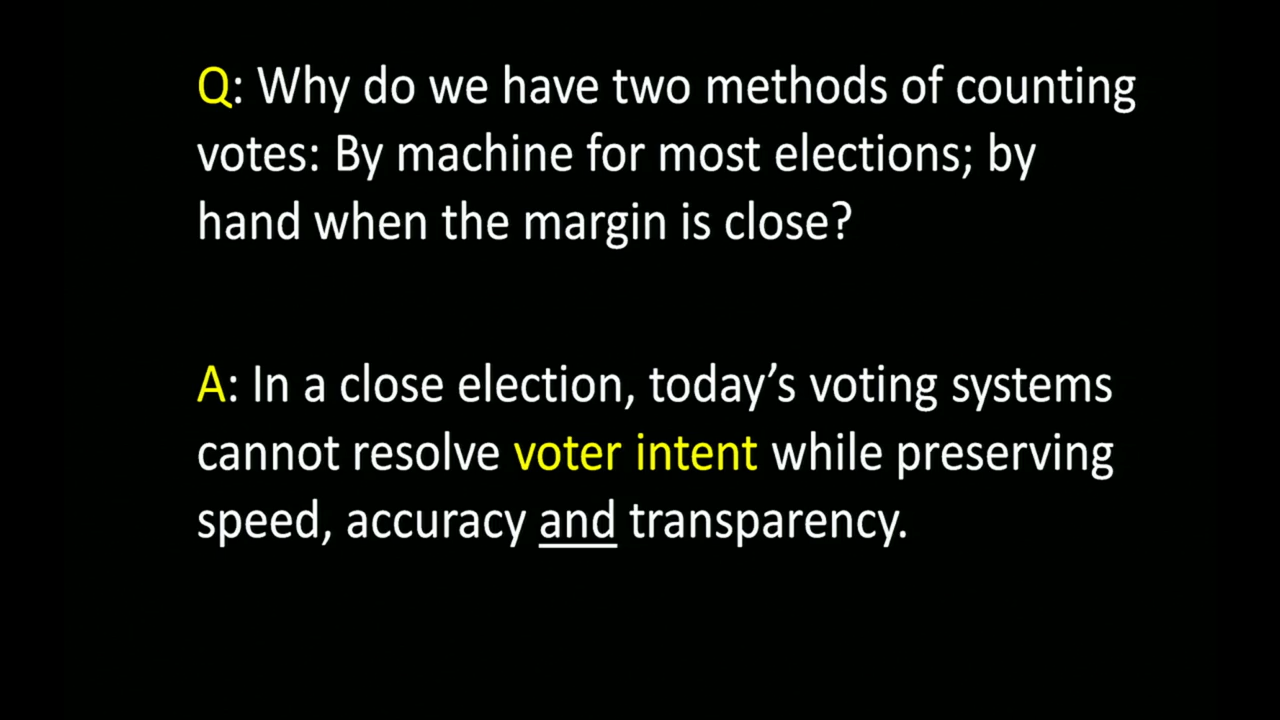 Q: Why do we have two methods of counting
votes: By machine for most elections; by
hand when the margin is close?
A: In a close election, today’s voting systems
cannot resolve voter intent while preserving
speed, accuracy and transparency.